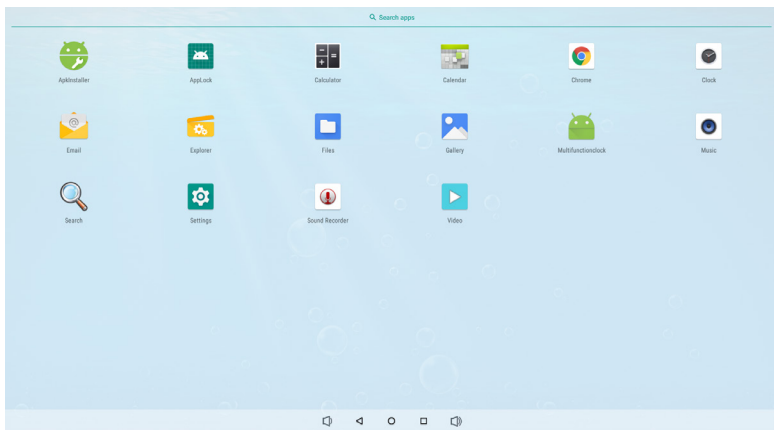 Search apps
ApkInstaller
AppLock
Calculator
Calendar
Chrome
Clock
Email
Explorer
Files
Gallery
Multifunctionclock
Music
Search
Settings
Sound Recorder
Video